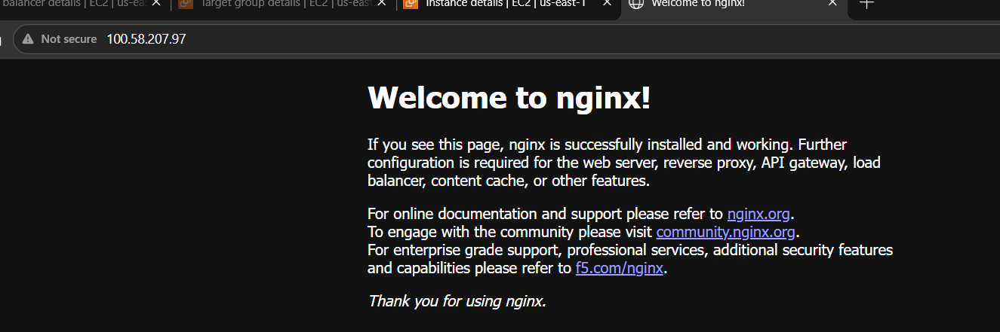 balancer details | EC2 | us-eas
Target group details | EC2 | us-east
Instance details | EC2 | us-east-1
Welcome to nginx!
Not secure 100.58.207.97
Welcome to nginx!
If you see this page, nginx is successfully installed and working. Further
configuration is required for the web server, reverse proxy, API gateway, load
balancer, content cache, or other features.
For online documentation and support please refer to nginx.org.
To engage with the community please visit community.nginx.org.
For enterprise grade support, professional services, additional security features
and capabilities please refer to f5.com/nginx.
Thank you for using nginx.